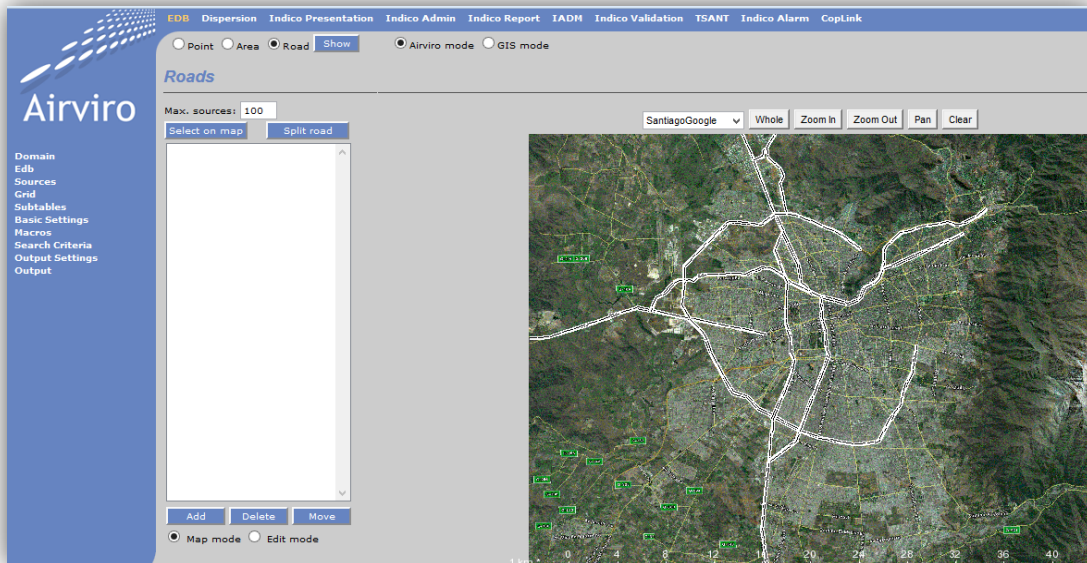 EDB Dispersion Indico Presentation Indico Admin Indico Report IADM Indico Validation TSANT Indico Alarm CopLink
Point Area Road Show Airviro mode GIS mode
Roads
Airviro
Max. sources: 100
Select on map Split road
SantiagoGoogle Whole Zoom In Zoom Out Pan Clear
Domain
Edb
Sources
Grid
Subtables
Basic Settings
Macros
Search Criteria
Output Settings
Output
Add Delete Move
Map mode Edit mode
1 km * 0 4 8 12 16 20 24 28 32 36 40